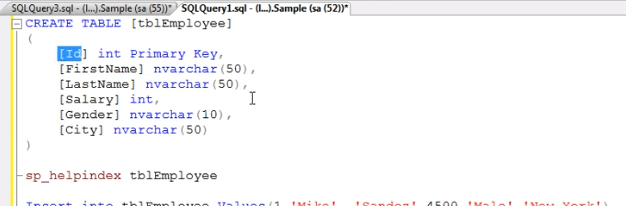 SQLQuery3.sql - (l...).Sample (sa (55))* SQLQuery1.sql - (l...).Sample (sa (52))*
CREATE TABLE [tblEmployee]
(
[Id] int Primary Key,
[FirstName] nvarchar(50),
[LastName] nvarchar(50),
[Salary] int,
[Gender] nvarchar(10),
[City] nvarchar(50)
)
sp_helpindex tblEmployee
Insert into tblEmployee Values(1,'Mike', 'Sandoz',4500,'Male','New York')